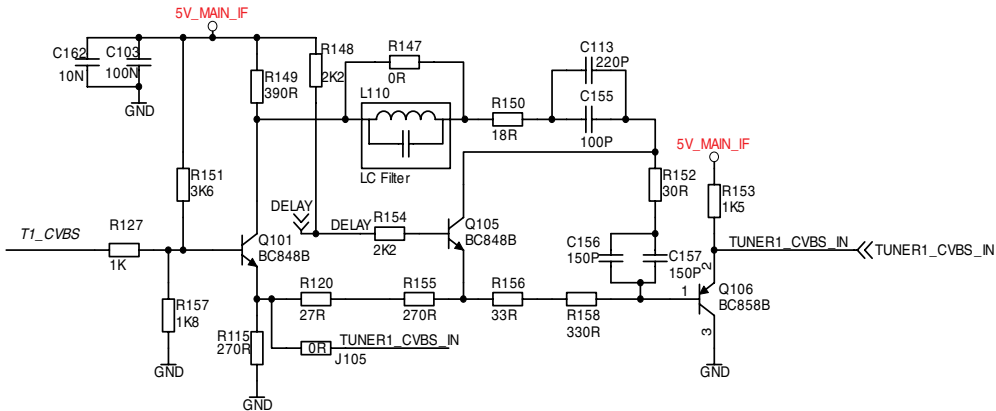 5V_MAIN_IF
C162
10N
C103
100N
GND
R149
390R
R148
2K2
R147
0R
L110
LC Filter
R150
18R
C113
220P
C155
100P
R151
3K6
5V_MAIN_IF
R152
30R
R153
1K5
T1_CVBS
R127
1K
Q101
BC848B
DELAY
DELAY
R154
2K2
Q105
BC848B
C156
150P
C157
150P
TUNER1_CVBS_IN
TUNER1_CVBS_IN
2
1
3
Q106
BC858B
R157
1K8
GND
R120
27R
R155
270R
R156
33R
R158
330R
R115
270R
0R
J105
TUNER1_CVBS_IN
GND
GND